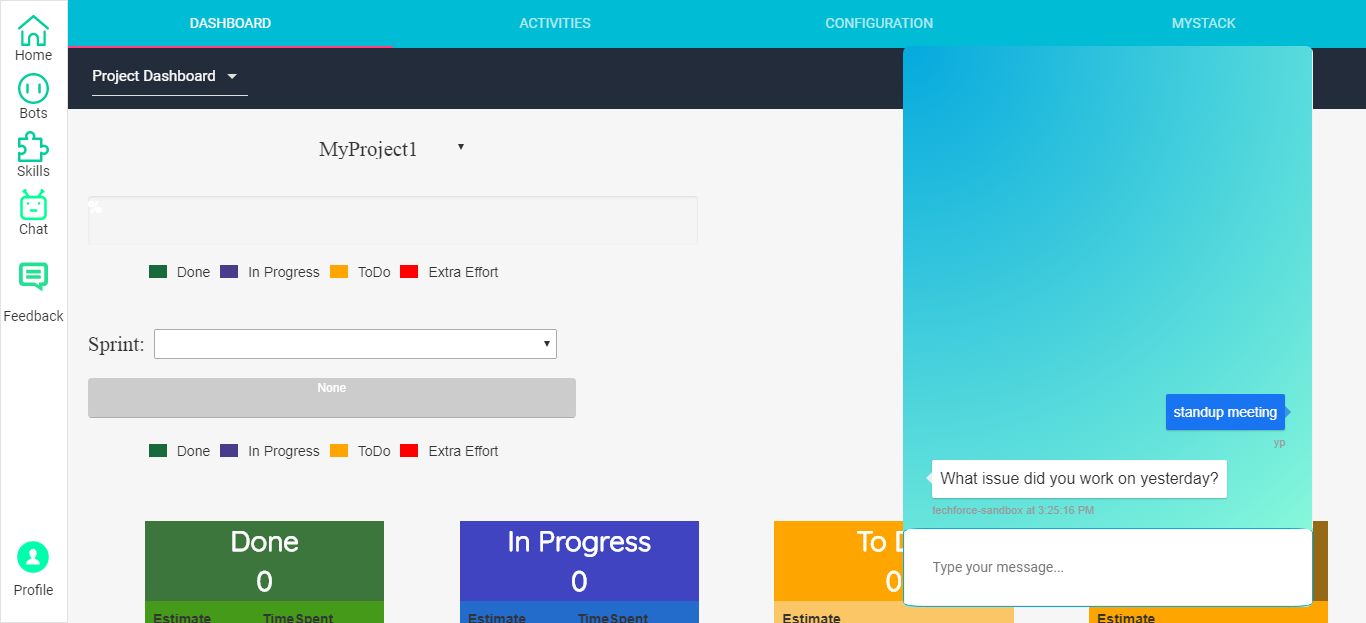 DASHBOARD
ACTIVITIES
CONFIGURATION
MYSTACK
Home
Bots
Skills
Chat
Feedback
Profile
Project Dashboard
MyProject1
%
Done
In Progress
ToDo
Extra Effort
Sprint:
None
Done
In Progress
ToDo
Extra Effort
Done
0
In Progress
0
To D
0
Estimate TimeSpent
Estimate TimeSpent
Estimate
Estimate
standup meeting
yp
What issue did you work on yesterday?
techforce-sandbox at 3:25:16 PM
Type your message...